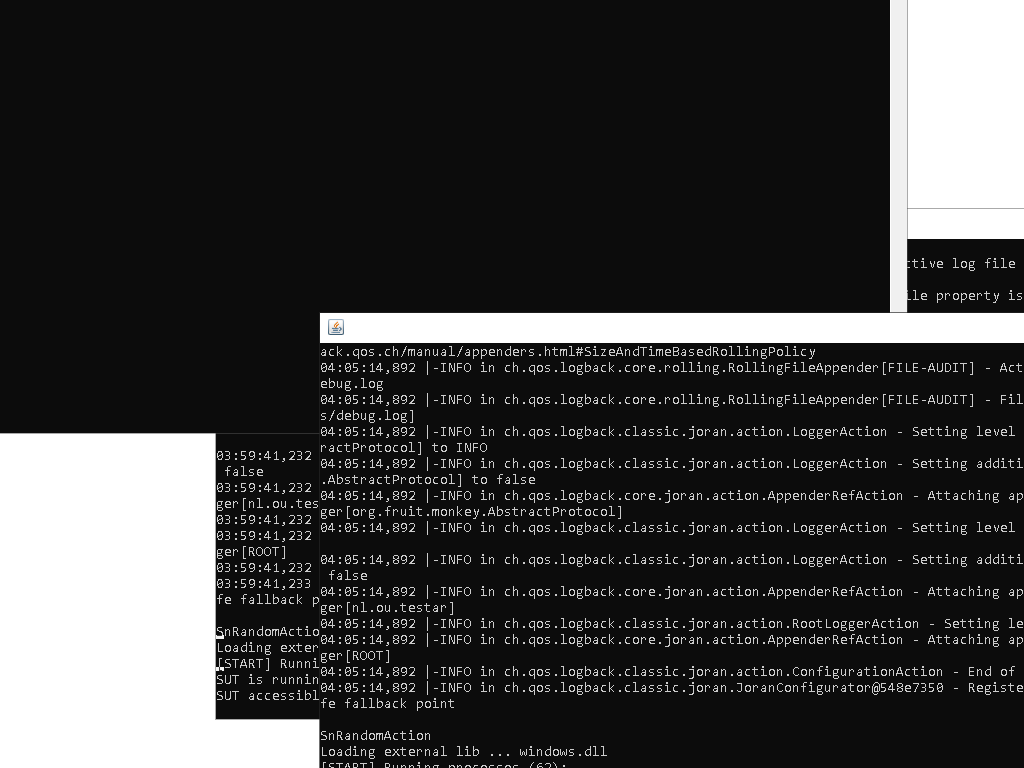 ctive log file
ile property is
ack.qos.ch/manual/appenders.html#SizeAndTimeBasedRollingPolicy
04:05:14,892 |-INFO in ch.qos.logback.core.rolling.RollingFileAppender[FILE-AUDIT] - Act
ebug.log
04:05:14,892 |-INFO in ch.qos.logback.core.rolling.RollingFileAppender[FILE-AUDIT] - Fil
s/debug.log]
04:05:14,892 |-INFO in ch.qos.logback.classic.joran.action.LoggerAction - Setting level
ractProtocol] to INFO
04:05:14,892 |-INFO in ch.qos.logback.classic.joran.action.LoggerAction - Setting additi
.AbstractProtocol] to false
04:05:14,892 |-INFO in ch.qos.logback.core.joran.action.AppenderRefAction - Attaching ap
ger[org.fruit.monkey.AbstractProtocol]
04:05:14,892 |-INFO in ch.qos.logback.classic.joran.action.LoggerAction - Setting level
04:05:14,892 |-INFO in ch.qos.logback.classic.joran.action.LoggerAction - Setting additi
false
04:05:14,892 |-INFO in ch.qos.logback.core.joran.action.AppenderRefAction - Attaching ap
ger[nl.ou.testar]
04:05:14,892 |-INFO in ch.qos.logback.classic.joran.action.RootLoggerAction - Setting le
04:05:14,892 |-INFO in ch.qos.logback.core.joran.action.AppenderRefAction - Attaching ap
ger[ROOT]
04:05:14,892 |-INFO in ch.qos.logback.classic.joran.action.ConfigurationAction - End of
04:05:14,892 |-INFO in ch.qos.logback.classic.joran.JoranConfigurator@548e7350 - Registe
fe fallback point
SnRandomAction
Loading external lib ... windows.dll
[START] Running processes (62):
03:59:41,232
false
03:59:41,232
ger[nl.ou.tes
03:59:41,232
03:59:41,232
ger[ROOT]
03:59:41,232
03:59:41,233
fe fallback p
SnRandomActio
Loading exter
[START] Runni
SUT is runnin
SUT accessibl